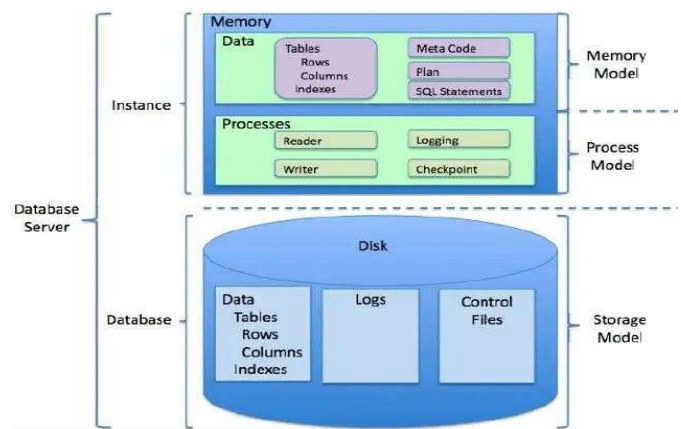 Memory
Data
Tables
Rows
Columns
Indexes
Meta Code
Plan
SQL Statements
Processes
Reader
Logging
Writer
Checkpoint
Instance
Memory
Model
Process
Model
Database
Server
Disk
Data
Tables
Rows
Columns
Indexes
Logs
Control
Files
Database
Storage
Model